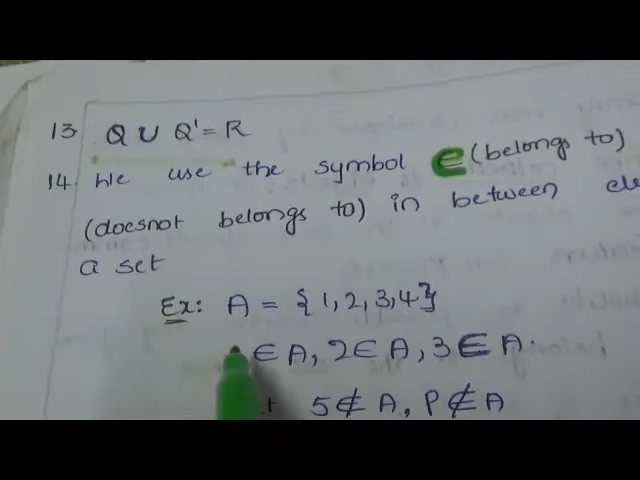 13. Q U Q' = R
14. We use the symbol ∈ (belongs to)
(doesnot belongs to) in between
a set
Ex: A = {1, 2, 3, 4}
∈ A, 2 ∈ A, 3 ∈ A.
5 ∉ A, P ∉ A